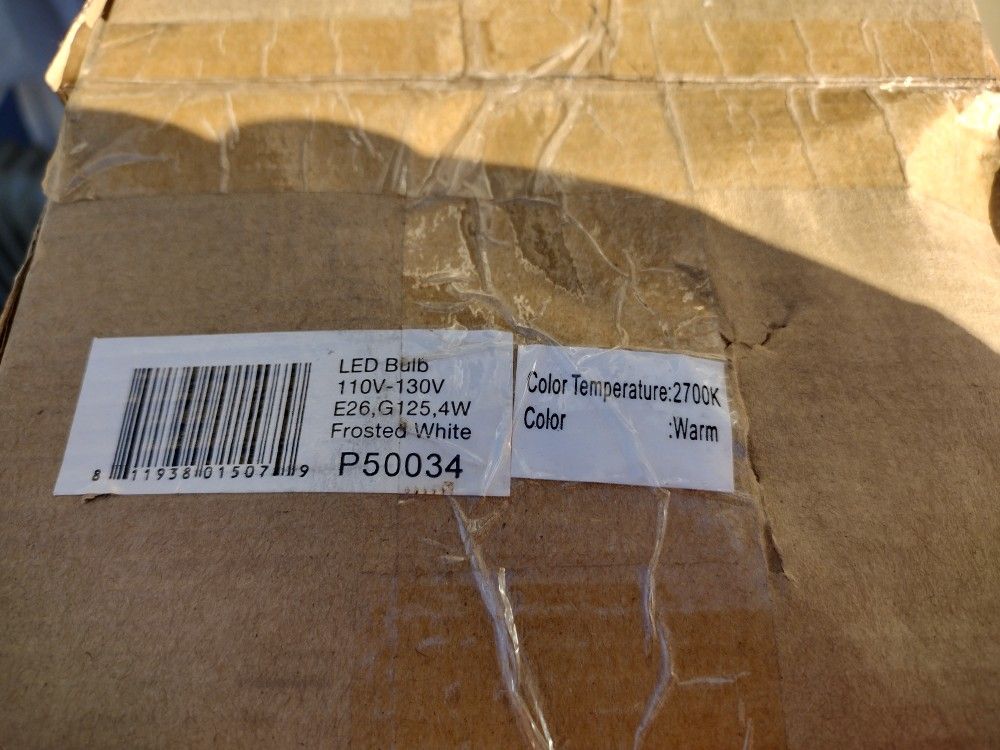 LED Bulb
110V-130V
E26,G125,4W
Frosted White
P50034
8 11938 01507 9
Color Temperature:2700K
Color :Warm